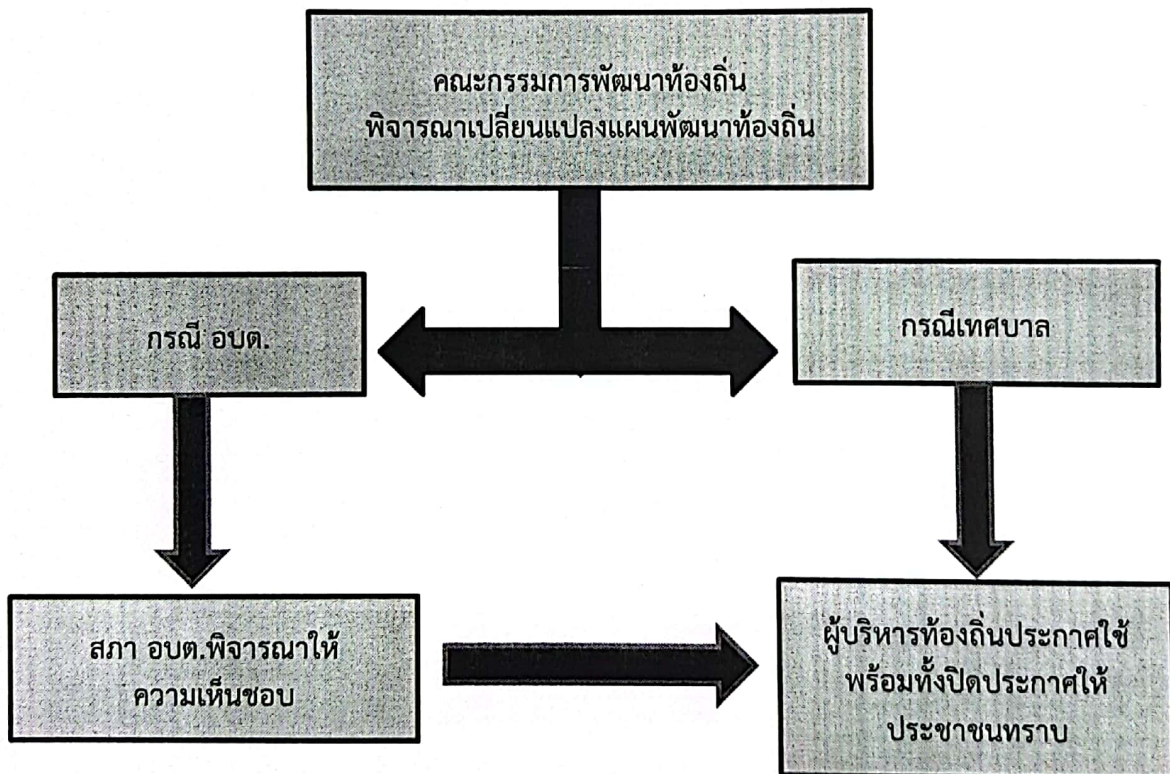 คณะกรรมการพัฒนาท้องถิ่น
พิจารณาเปลี่ยนแปลงแผนพัฒนาท้องถิ่น
กรณี อบต.
กรณีเทศบาล
สภา อบต.พิจารณาให้
ความเห็นชอบ
ผู้บริหารท้องถิ่นประกาศใช้
พร้อมทั้งปิดประกาศให้
ประชาชนทราบ